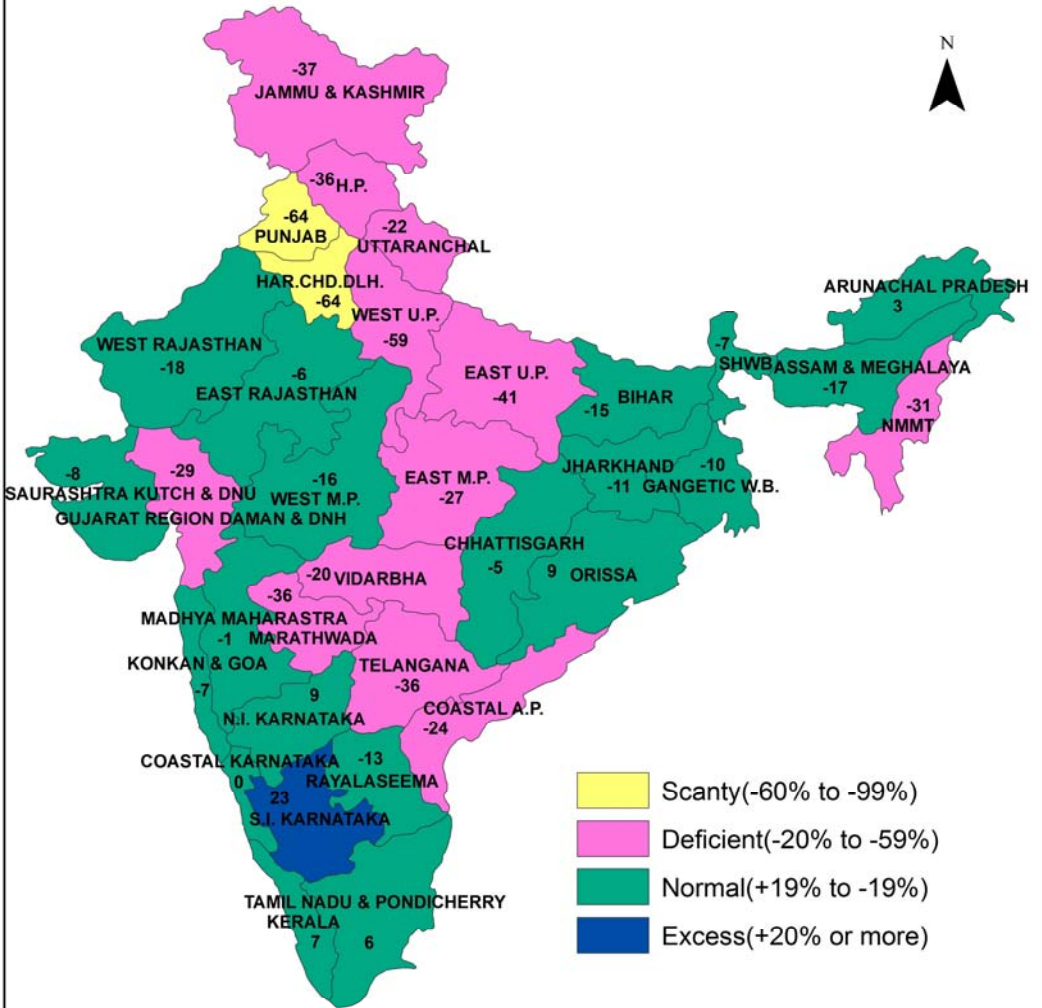 N
-37
JAMMU & KASHMIR
-36 H.P.
-64
PUNJAB
-22
UTTARANCHAL
HAR.CHD.DLH.
-64
WEST U.P.
-59
ARUNACHAL PRADESH
3
WEST RAJASTHAN
-18
-6
EAST RAJASTHAN
EAST U.P.
-41
-15 BIHAR
-7
SHWB
ASSAM & MEGHALAYA
-17
-31
NMMT
-8
SAURASHTRA KUTCH & DNU
-29
GUJARAT REGION DAMAN & DNH
-16
WEST M.P.
EAST M.P.
-27
JHARKHAND
-11
-10
GANGETIC W.B.
CHHATTISGARH
-5
9 ORISSA
-20 VIDARBHA
-36
MARATHWADA
MADHYA MAHARASTRA
-1
KONKAN & GOA
-7
TELANGANA
-36
COASTAL A.P.
-24
9
N.I. KARNATAKA
COASTAL KARNATAKA
0
-13
RAYALASEEMA
23
S.I. KARNATAKA
TAMIL NADU & PONDICHERRY
6
KERALA
7
Scanty(-60% to -99%)
Deficient(-20% to -59%)
Normal(+19% to -19%)
Excess(+20% or more)